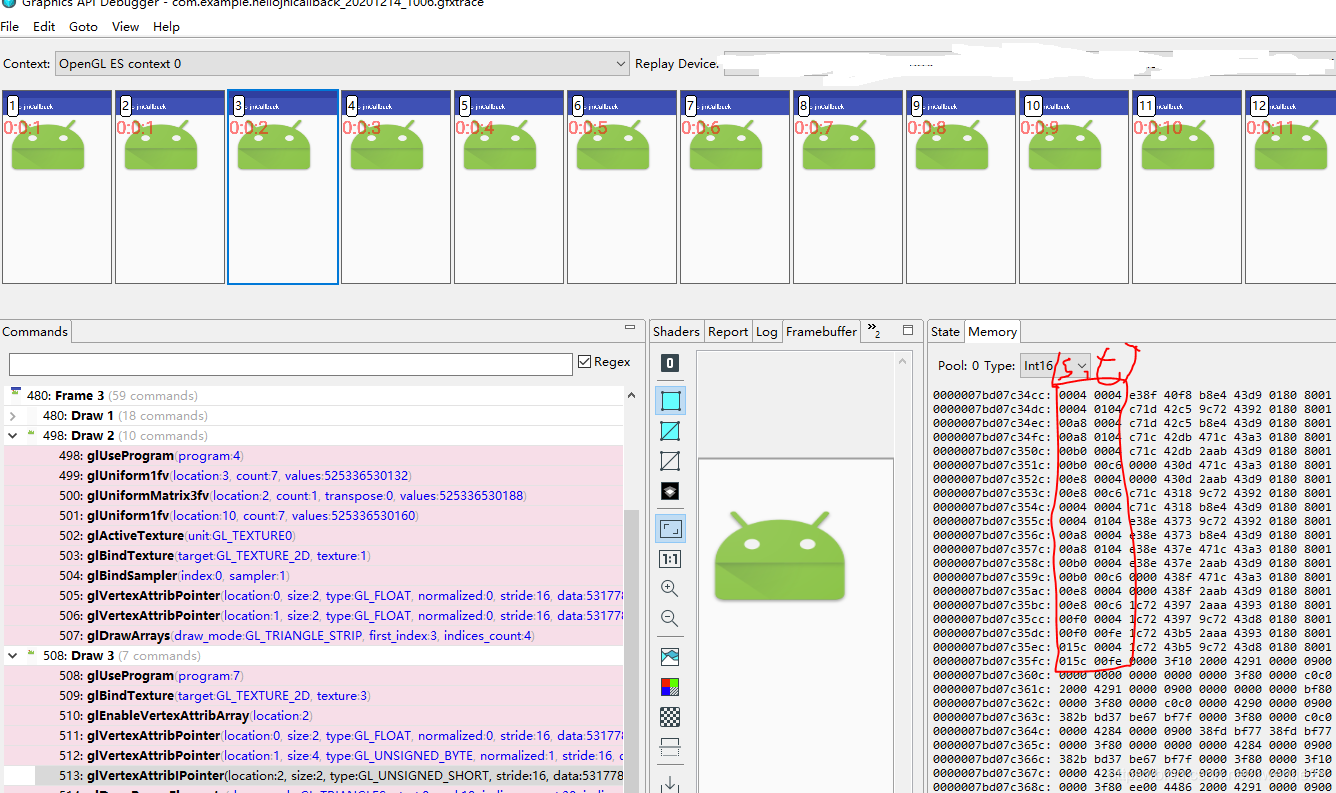 Graphics API Debugger - com.example.hellojnicallback_20201214_1006.gfxtrace
File Edit Goto View Help
Context: OpenGL ES context 0 Replay Device:
1 2 3 4 5 6 7 8 9 10 11 12
0:0:1 0:0:1 0:0:2 0:0:3 0:0:4 0:0:5 0:0:6 0:0:7 0:0:8 0:0:9 0:0:10 0:0:11
Commands
Regex
480: Frame 3 (59 commands)
480: Draw 1 (18 commands)
498: Draw 2 (10 commands)
498: glUseProgram(program:4)
499: glUniform1fv(location:3, count:7, values:525336530132)
500: glUniformMatrix3fv(location:2, count:1, transpose:0, values:525336530188)
501: glUniform1fv(location:10, count:7, values:525336530160)
502: glActiveTexture(unit:GL_TEXTURE0)
503: glBindTexture(target:GL_TEXTURE_2D, texture:1)
504: glBindSampler(index:0, sampler:1)
505: glVertexAttribPointer(location:0, size:2, type:GL_FLOAT, normalized:0, stride:16, data:531778
506: glVertexAttribPointer(location:1, size:2, type:GL_FLOAT, normalized:0, stride:16, data:531778
507: glDrawArrays(draw_mode:GL_TRIANGLE_STRIP, first_index:3, indices_count:4)
508: Draw 3 (7 commands)
508: glUseProgram(program:7)
509: glBindTexture(target:GL_TEXTURE_2D, texture:3)
510: glEnableVertexAttribArray(location:2)
511: glVertexAttribPointer(location:0, size:2, type:GL_FLOAT, normalized:0, stride:16, data:531778
512: glVertexAttribPointer(location:1, size:4, type:GL_UNSIGNED_BYTE, normalized:1, stride:16, c
513: glVertexAttribIPointer(location:2, size:2, type:GL_UNSIGNED_SHORT, stride:16, data:531778
Shaders Report Log Framebuffer »2
0
1:1
State Memory
Pool: 0 Type: Int16
(s, t)
0000007bd07c34cc: 0004 0004 e38f 40f8 b8e4 43d9 0180 8001
0000007bd07c34dc: 0004 0104 c71d 42c5 9c72 4392 0180 8001
0000007bd07c34ec: 00a8 0004 c71d 42c5 b8e4 43d9 0180 8001
0000007bd07c34fc: 00a8 0104 c71c 42db 471c 43a3 0180 8001
0000007bd07c350c: 00b0 0004 c71c 42db 2aab 43d9 0180 8001
0000007bd07c351c: 00b0 00c6 0000 430d 471c 43a3 0180 8001
0000007bd07c352c: 00e8 0004 0000 430d 2aab 43d9 0180 8001
0000007bd07c353c: 00e8 00c6 c71c 4318 9c72 4392 0180 8001
0000007bd07c354c: 0004 0004 c71c 4318 b8e4 43d9 0180 8001
0000007bd07c355c: 0004 0104 e38e 4373 9c72 4392 0180 8001
0000007bd07c356c: 00a8 0004 e38e 4373 b8e4 43d9 0180 8001
0000007bd07c357c: 00a8 0104 e38e 437e 471c 43a3 0180 8001
0000007bd07c358c: 00b0 0004 e38e 437e 2aab 43d9 0180 8001
0000007bd07c359c: 00b0 00c6 0000 438f 471c 43a3 0180 8001
0000007bd07c35ac: 00e8 0004 0000 438f 2aab 43d9 0180 8001
0000007bd07c35bc: 00e8 00c6 1c72 4397 2aaa 4393 0180 8001
0000007bd07c35cc: 00f0 0004 1c72 4397 9c72 43d8 0180 8001
0000007bd07c35dc: 00f0 00fe 1c72 43b5 2aaa 4393 0180 8001
0000007bd07c35ec: 015c 0004 1c72 43b5 9c72 43d8 0180 8001
0000007bd07c35fc: 015c 00fe 0000 3f10 2000 4291 0000 0900
0000007bd07c360c: 0000 0000 0000 0000 0000 3f80 0000 c0c0
0000007bd07c361c: 2000 4291 0000 0900 0000 0000 0000 bf80
0000007bd07c362c: 0000 3f80 0000 c0c0 0000 4290 0000 0900
0000007bd07c363c: 382b bd37 be67 bf7f 0000 3f80 0000 c0c0
0000007bd07c364c: 0000 4284 0000 0900 38fd bf77 38fd bf77
0000007bd07c365c: 0000 3f80 0000 0000 0000 4284 0000 0900
0000007bd07c366c: 382b bd37 be67 bf7f 0000 3f80 0000 3f10
0000007bd07c367c: 0000
0000007bd07c368c: 0000 3f80 ee00 4486 2000 4291 0000 0900